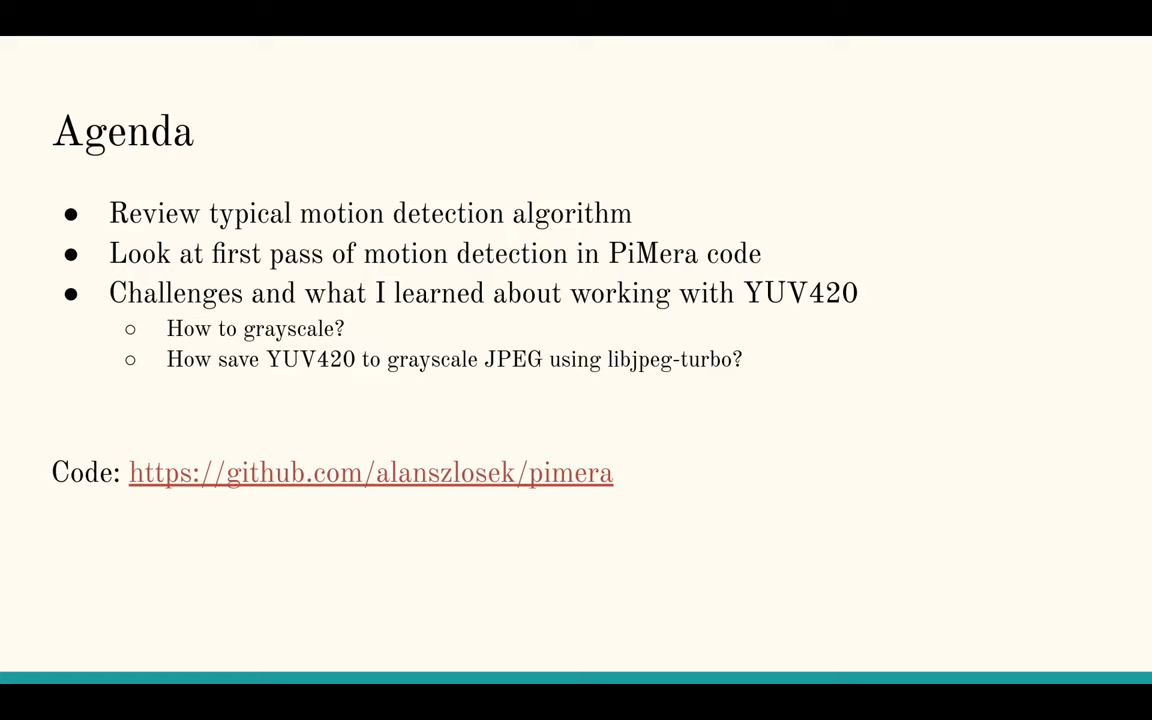 Agenda
● Review typical motion detection algorithm
● Look at first pass of motion detection in PiMera code
● Challenges and what I learned about working with YUV420
○ How to grayscale?
○ How save YUV420 to grayscale JPEG using libjpeg-turbo?
Code: https://github.com/alanszlosek/pimera